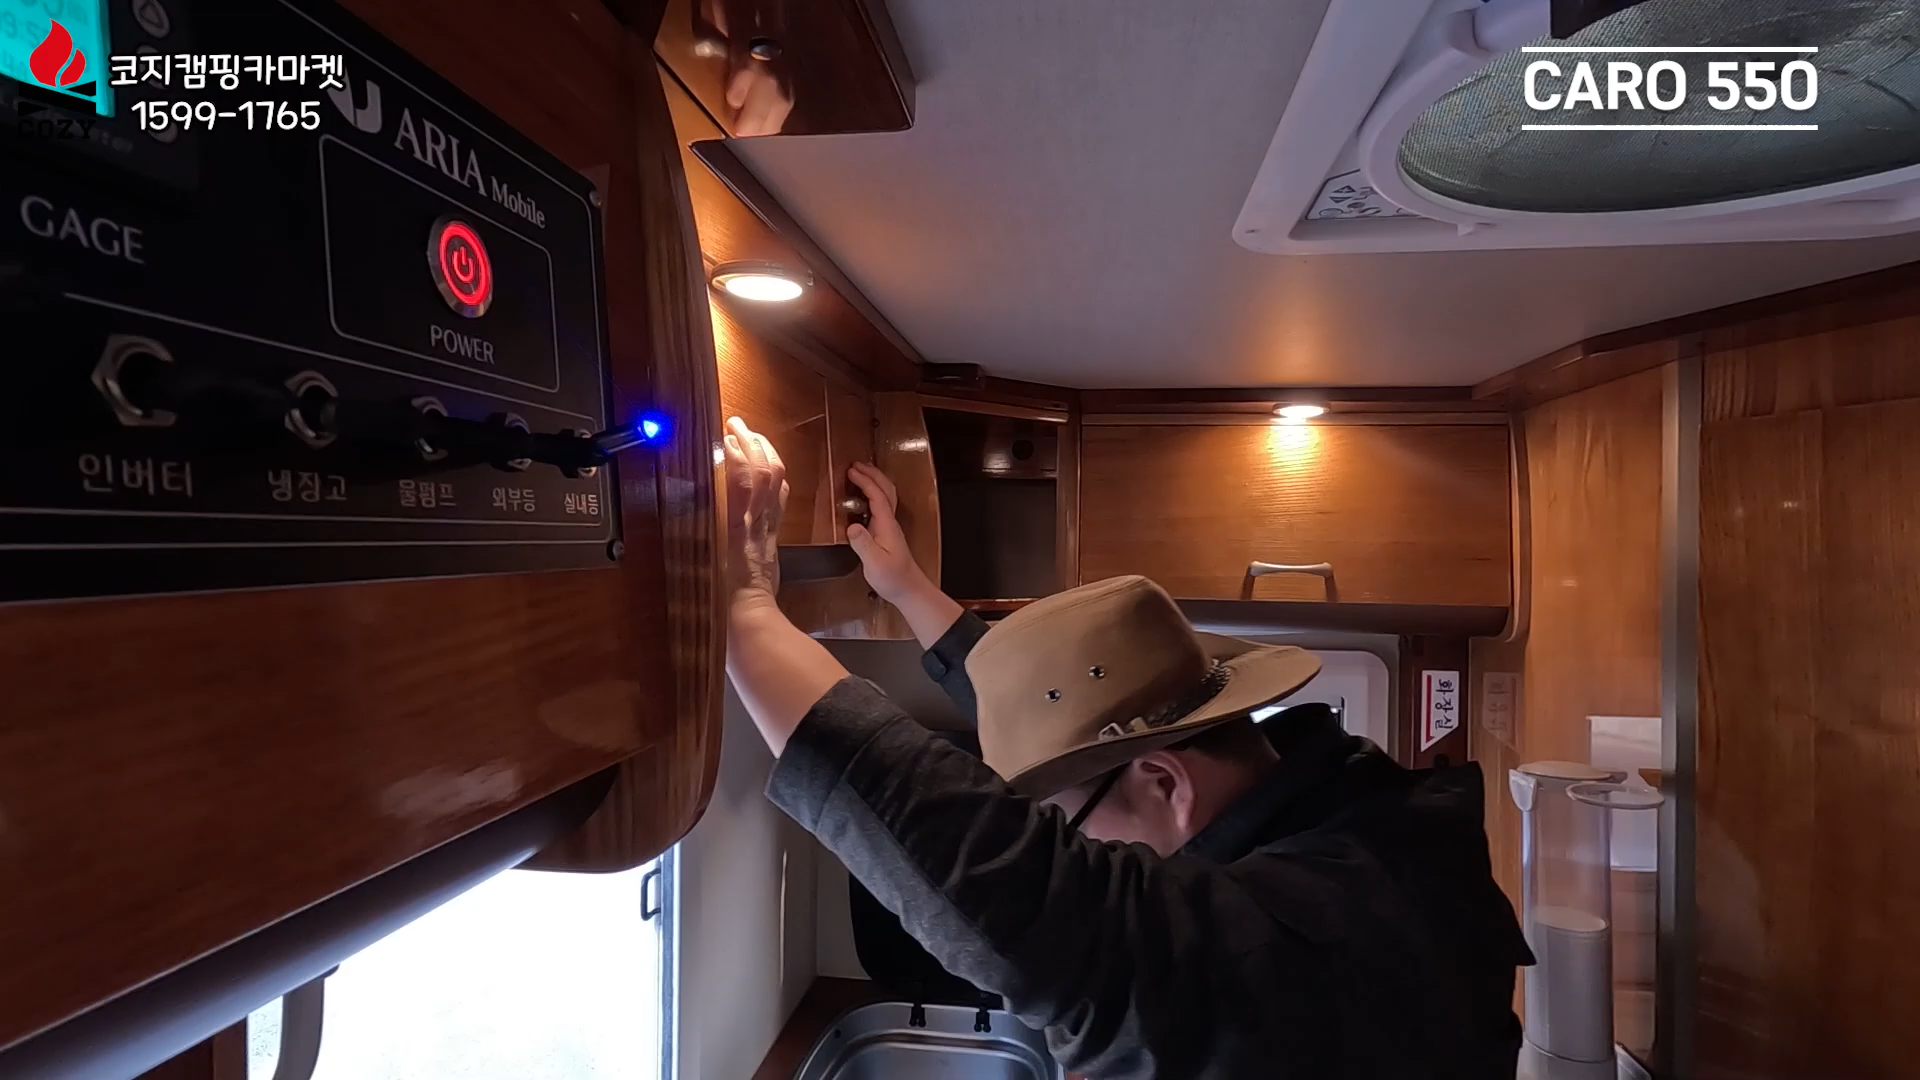 코지캠핑카마켓
1599-1765
COZY
CARO 550
ARIA Mobile
GAGE
POWER
인버터
냉장고
물펌프
외부등
실내등
화장실